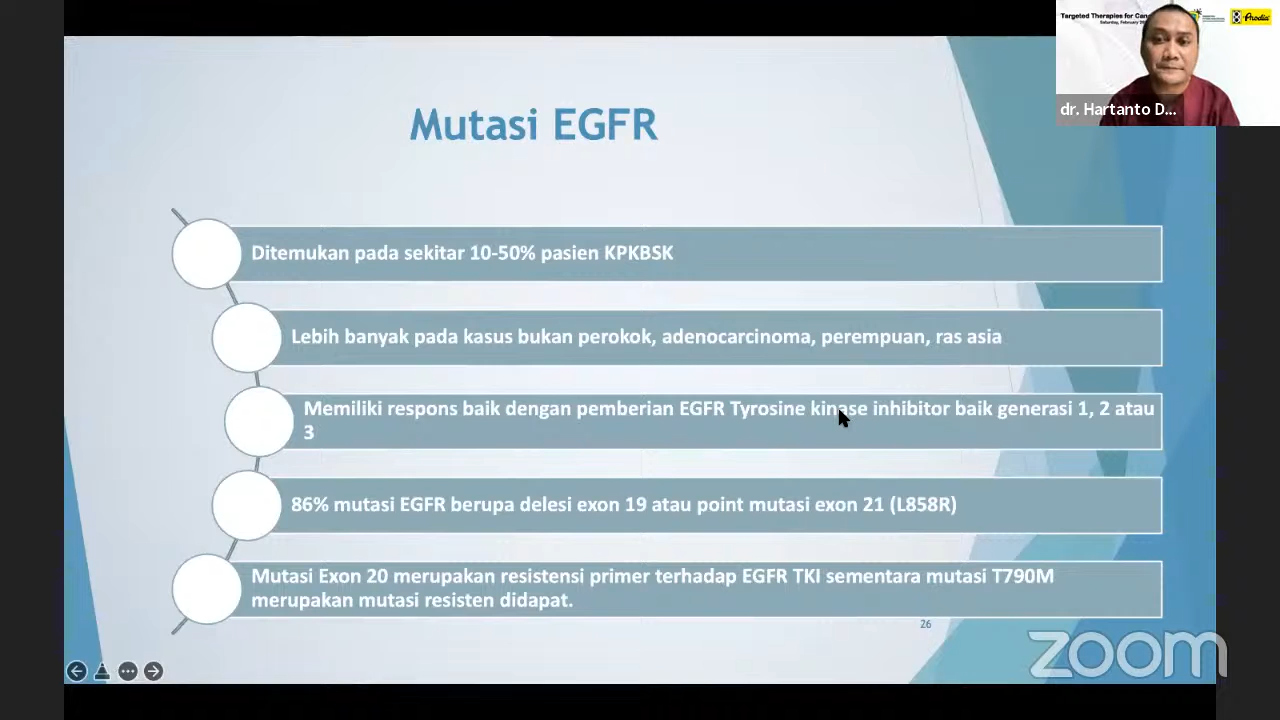 Targeted Therapies for Can
Prodia
dr. Hartanto D...
Mutasi EGFR
Ditemukan pada sekitar 10-50% pasien KPKBSK
Lebih banyak pada kasus bukan perokok, adenocarcinoma, perempuan, ras asia
Memiliki respons baik dengan pemberian EGFR Tyrosine kinase inhibitor baik generasi 1, 2 atau
3
86% mutasi EGFR berupa delesi exon 19 atau point mutasi exon 21 (L858R)
Mutasi Exon 20 merupakan resistensi primer terhadap EGFR TKI sementara mutasi T790M
merupakan mutasi resisten didapat.
26
zoom